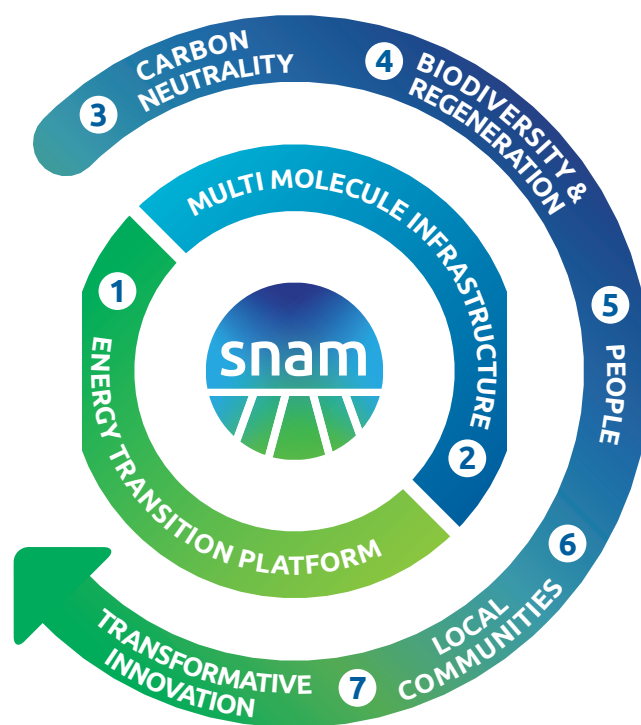 3
CARBON
NEUTRALITY
4
BIODIVERSITY &
REGENERATION
MULTI MOLECULE INFRASTRUCTURE
2
1
ENERGY TRANSITION PLATFORM
snam
5
PEOPLE
6
LOCAL
COMMUNITIES
7
TRANSFORMATIVE
INNOVATION